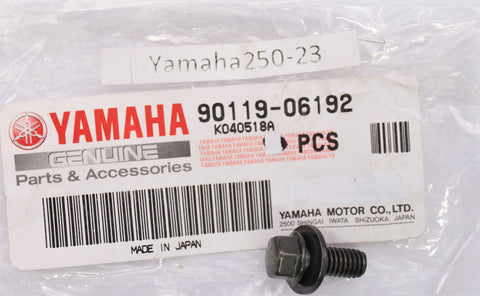 Yamaha250-23
YAMAHA
GENUINE
Parts & Accessories
90119-06192
K040518A
PCS
MADE IN JAPAN
YAMAHA MOTOR CO.,LTD.
2500 SHINGAI IWATA SHIZUOKA JAPAN